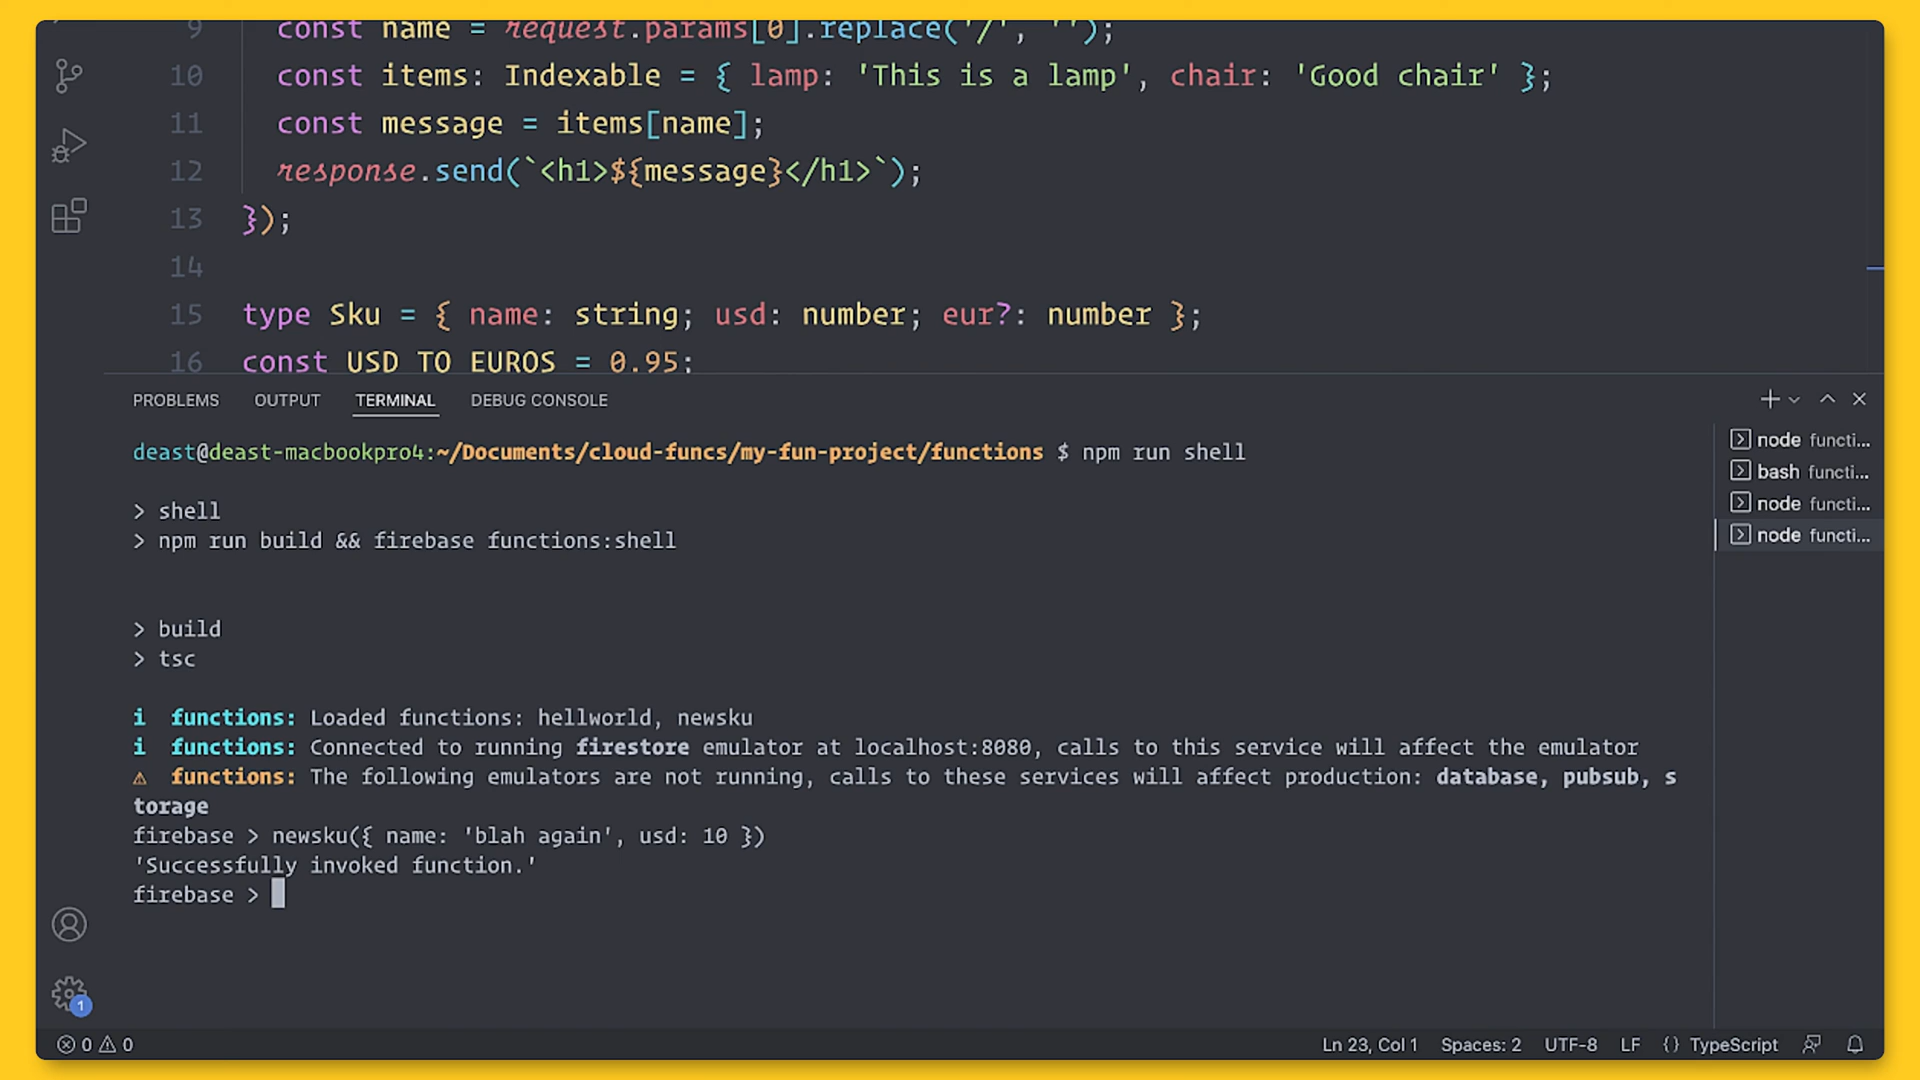 9 const name = request.params[0].replace('/', '');
10 const items: Indexable = { lamp: 'This is a lamp', chair: 'Good chair' };
11 const message = items[name];
12 response.send(`<h1>${message}</h1>`);
13 });
14
15 type Sku = { name: string; usd: number; eur?: number };
16 const USD_TO_EUROS = 0.95;
PROBLEMS OUTPUT TERMINAL DEBUG CONSOLE
deast@deast-macbookpro4:~/Documents/cloud-funcs/my-fun-project/functions $ npm run shell
> shell
> npm run build && firebase functions:shell
> build
> tsc
i functions: Loaded functions: hellworld, newsku
i functions: Connected to running firestore emulator at localhost:8080, calls to this service will affect the emulator
⚠ functions: The following emulators are not running, calls to these services will affect production: database, pubsub, s
torage
firebase > newsku({ name: 'blah again', usd: 10 })
'Successfully invoked function.'
firebase >
node functi...
bash functi...
node functi...
node functi...
1
0 0 Ln 23, Col 1 Spaces: 2 UTF-8 LF {} TypeScript